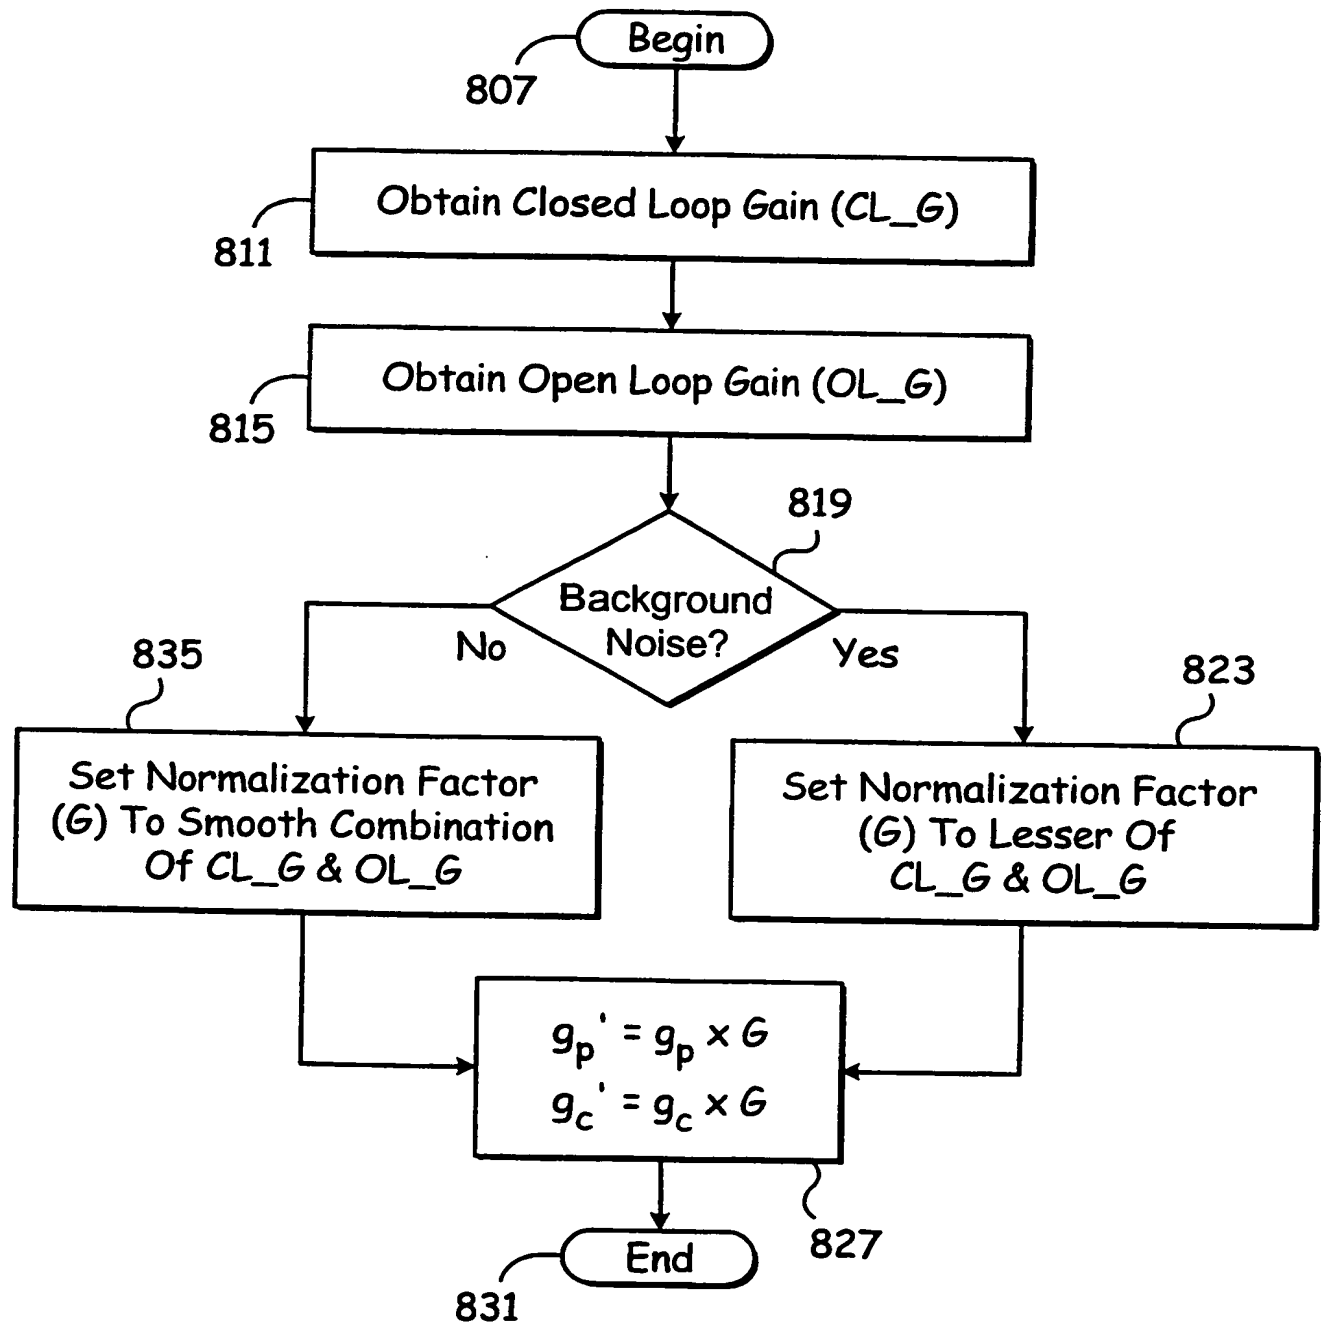 Begin
807
Obtain Closed Loop Gain (CL_G)
811
Obtain Open Loop Gain (OL_G)
815
819
Background
Noise?
No
Yes
835
823
Set Normalization Factor
(G) To Smooth Combination
Of CL_G & OL_G
Set Normalization Factor
(G) To Lesser Of
CL_G & OL_G
gp' = gp x G
gc' = gc x G
827
End
831